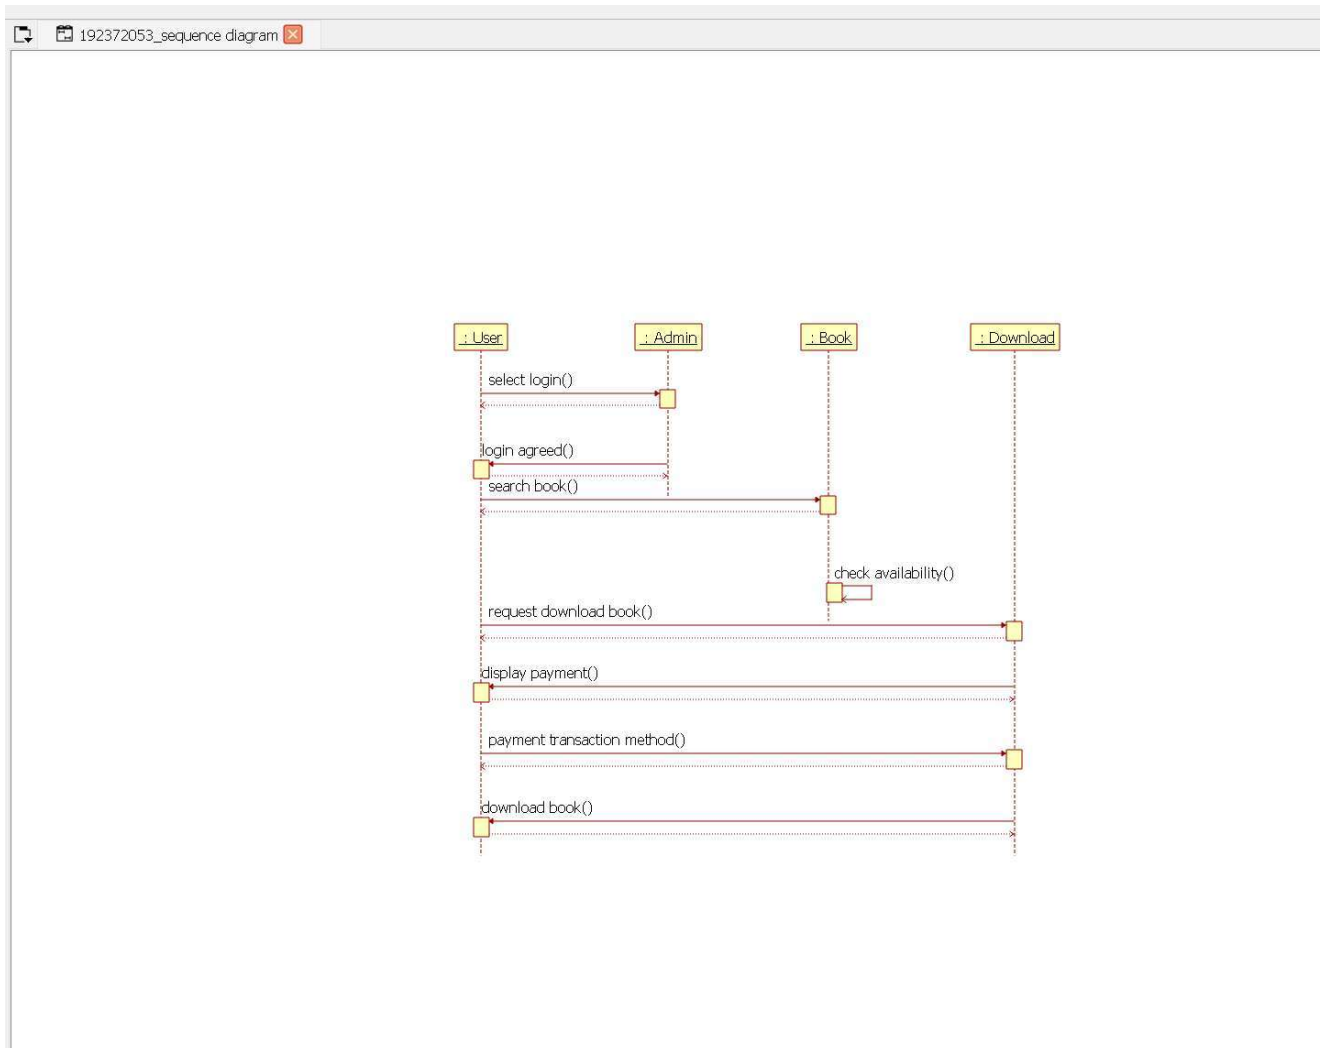 192372053_sequence diagram
: User
: Admin
: Book
: Download
select login()
login agreed()
search book()
check availability()
request download book()
display payment()
payment transaction method()
download book()